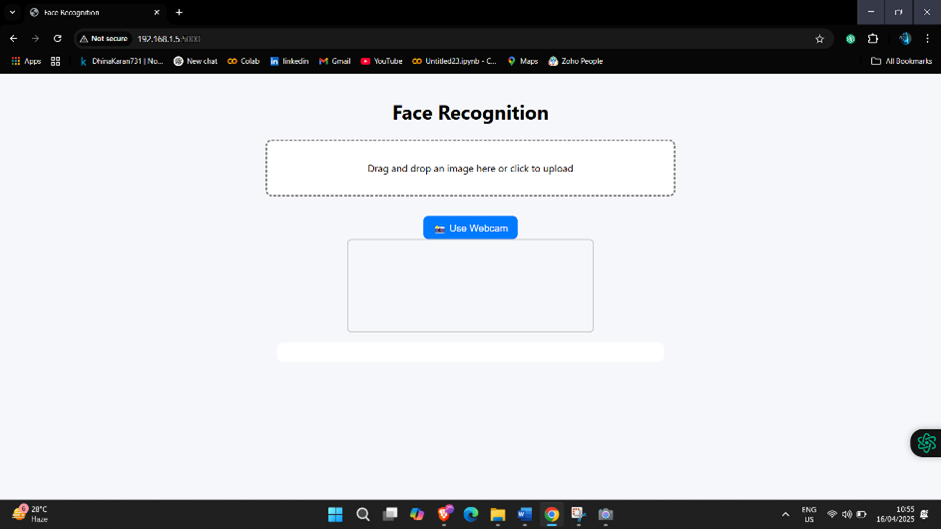 Face Recognition
Not secure 192.168.1.5:5000
Apps DhinaKaran731 | No... New chat Colab linkedin Gmail YouTube Untitled23.ipynb - C... Maps Zoho People All Bookmarks
Face Recognition
Drag and drop an image here or click to upload
Use Webcam
6
28°C
Haze
ENG
US
10:55
16/04/2025